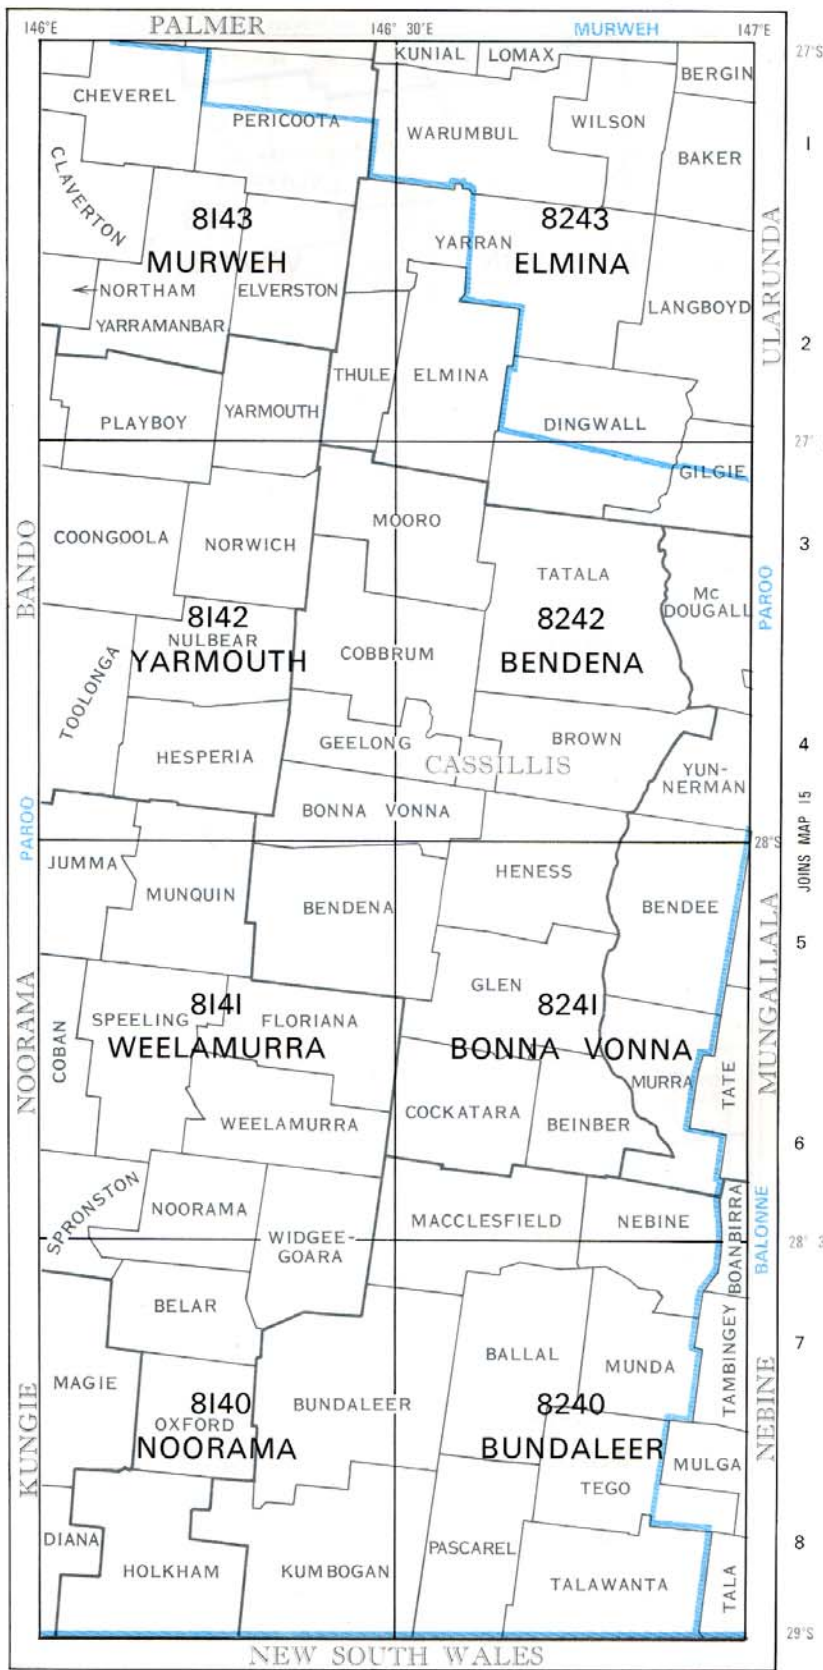 146°E PALMER 146° 30'E MURWEH 147°E
27°S
KUNIAL LOMAX
BERGIN
CHEVEREL
PERICOOTA
WARUMBUL
WILSON
1
BAKER
CLAVERTON
8143
MURWEH
8243
ELMINA
YARRAN
ULARUNDA
NORTHAM
ELVERSTON
LANGBOYD
YARRAMANBAR
2
THULE
ELMINA
YARMOUTH
PLAYBOY
DINGWALL
27°
GILGIE
BANDO
COONGOOLA
NORWICH
MOORO
3
TATALA
Mc
DOUGALL
PAROO
8142
NULBEAR
YARMOUTH
8242
BENDENA
COBBRUM
TOOLONGA
HESPERIA
GEELONG
BROWN
4
CASSILLIS
YUN-
NERMAN
BONNA VONNA
PAROO
JOINS MAP 15
28°S
JUMMA
MUNQUIN
BENDENA
HENESS
BENDEE
5
MUNGALLALA
NOORAMA
COBAN
SPEELING
8141
WEELAMURRA
FLORIANA
GLEN
8241
BONNA VONNA
MURRA
TATE
WEELAMURRA
COCKATARA
BEINBER
6
SPRONSTON
NOORAMA
WIDGEE-
GOARA
MACCLESFIELD
NEBINE
BOANBIRRA
BALONNE
28° 3
BELAR
TAMBINGEY
7
MAGIE
BALLAL
MUNDA
KUNGIE
8140
OXFORD
NOORAMA
BUNDALEER
8240
BUNDALEER
NEBINE
MULGA
TEGO
DIANA
HOLKHAM
KUMBOGAN
PASCAREL
TALAWANTA
TALA
8
29°S
NEW SOUTH WALES